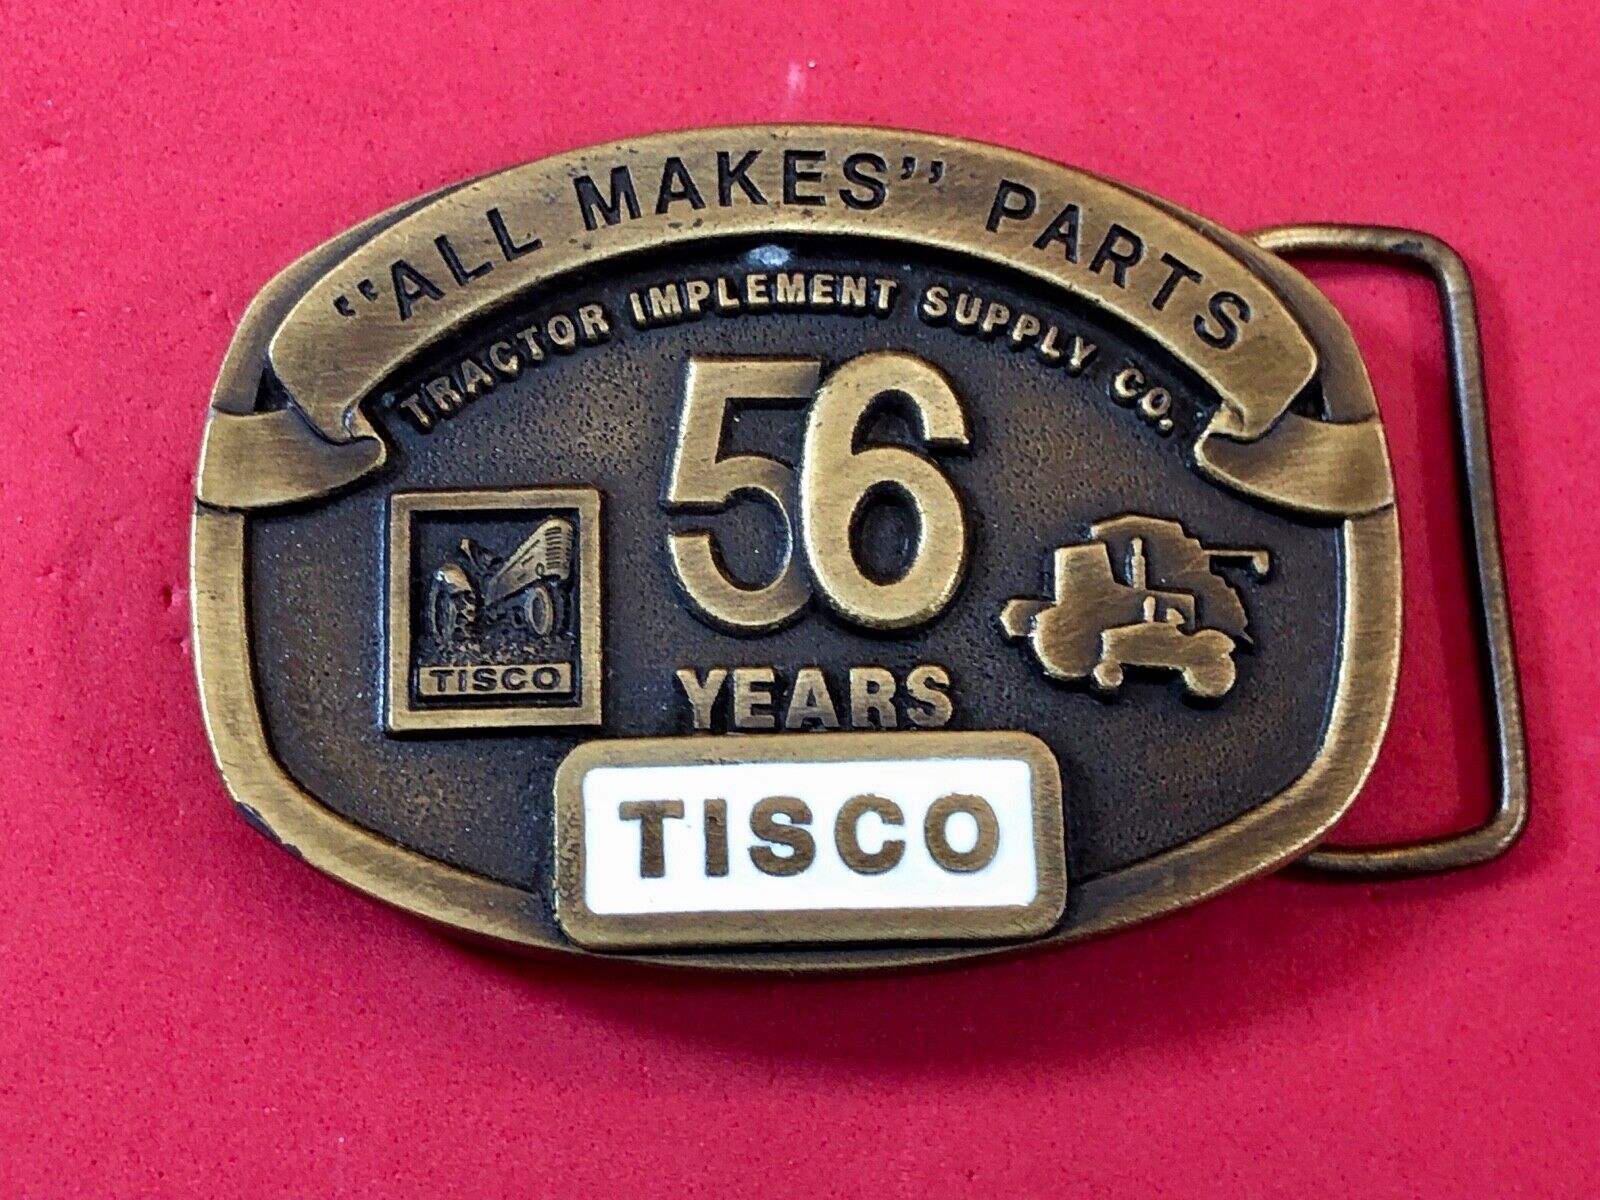 "ALL MAKES" PARTS
TRACTOR IMPLEMENT SUPPLY CO.
56
YEARS
TISCO
TISCO